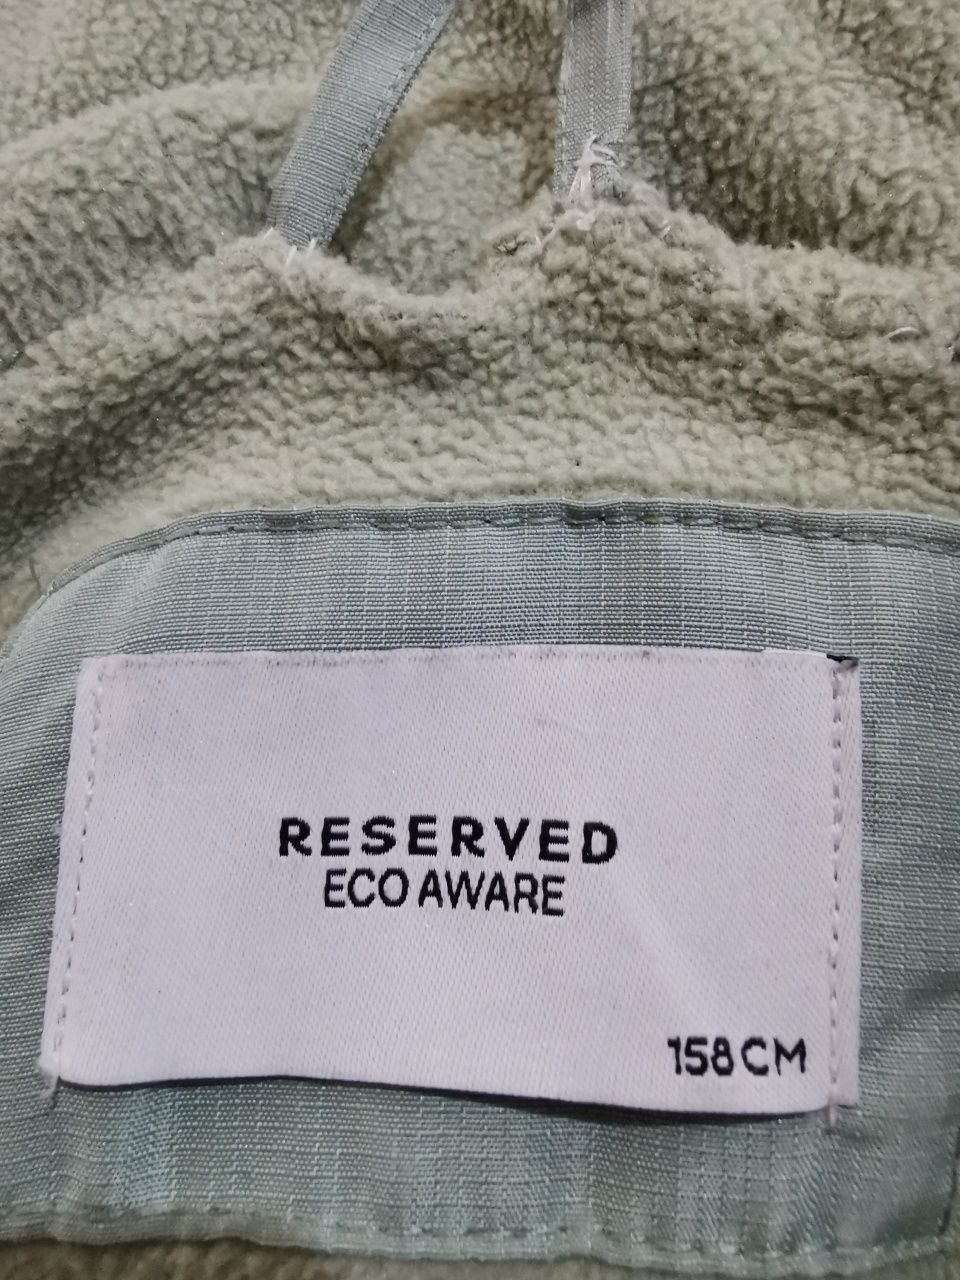 RESERVED
ECO AWARE
158 CM